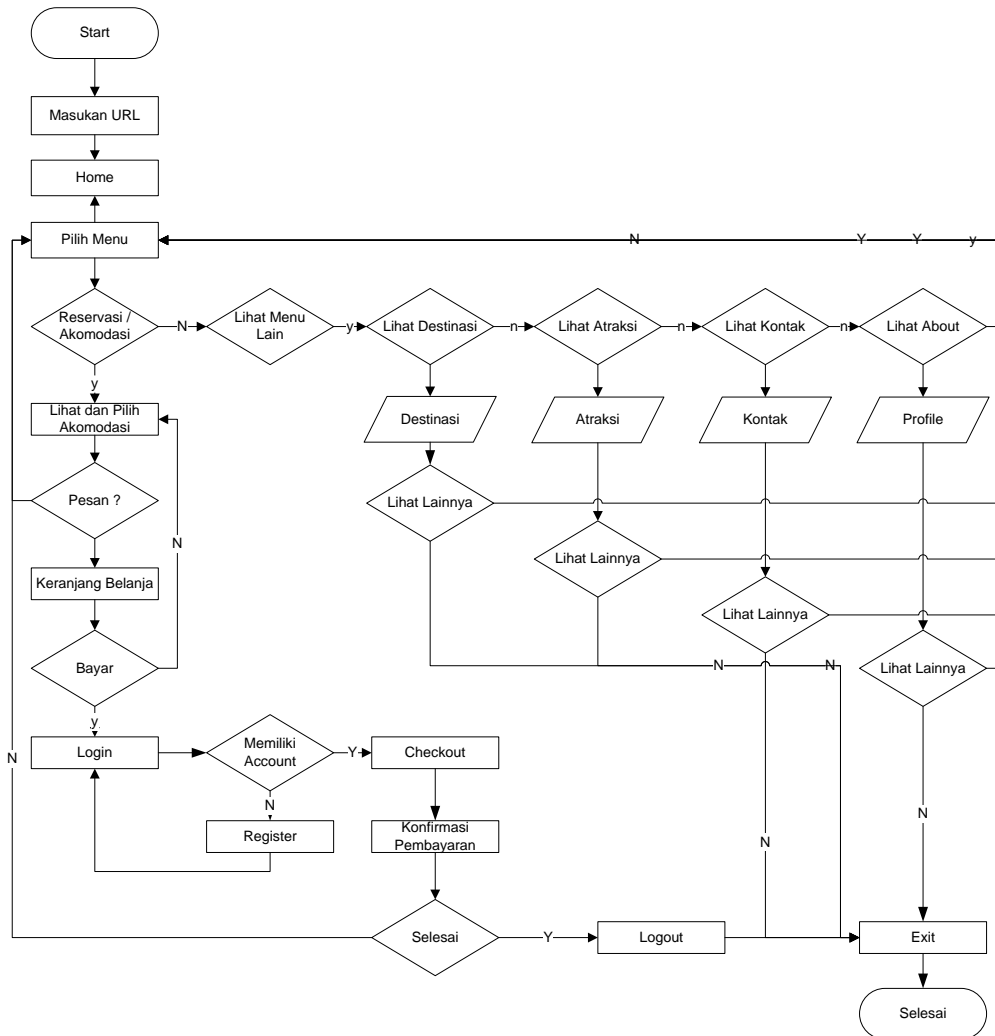 Start
Masukan URL
Home
Pilih Menu
N
Y
Y
y
Reservasi /
Akomodasi
N
Lihat Menu
Lain
y
Lihat Destinasi
n
Lihat Atraksi
n
Lihat Kontak
n
Lihat About
y
Lihat dan Pilih
Akomodasi
Destinasi
Atraksi
Kontak
Profile
Pesan ?
Lihat Lainnya
N
Lihat Lainnya
Keranjang Belanja
Lihat Lainnya
Bayar
N
N
Lihat Lainnya
y
Login
Memiliki
Account
Y
Checkout
N
N
Register
Konfirmasi
Pembayaran
N
N
Selesai
Y
Logout
Exit
Selesai